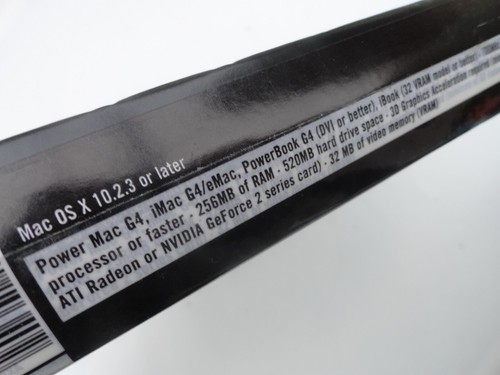 Mac OS X 10.2.3 or later
Power Mac G4, iMac G4/eMac, PowerBook G4 (DVI or better), iBook (32 VRAM model or better) ·
processor or faster · 256MB of RAM · 520MB hard drive space · 3D Graphics Acceleration required
ATI Radeon or NVIDIA GeForce 2 series card) · 32 MB of video memory (VRAM)